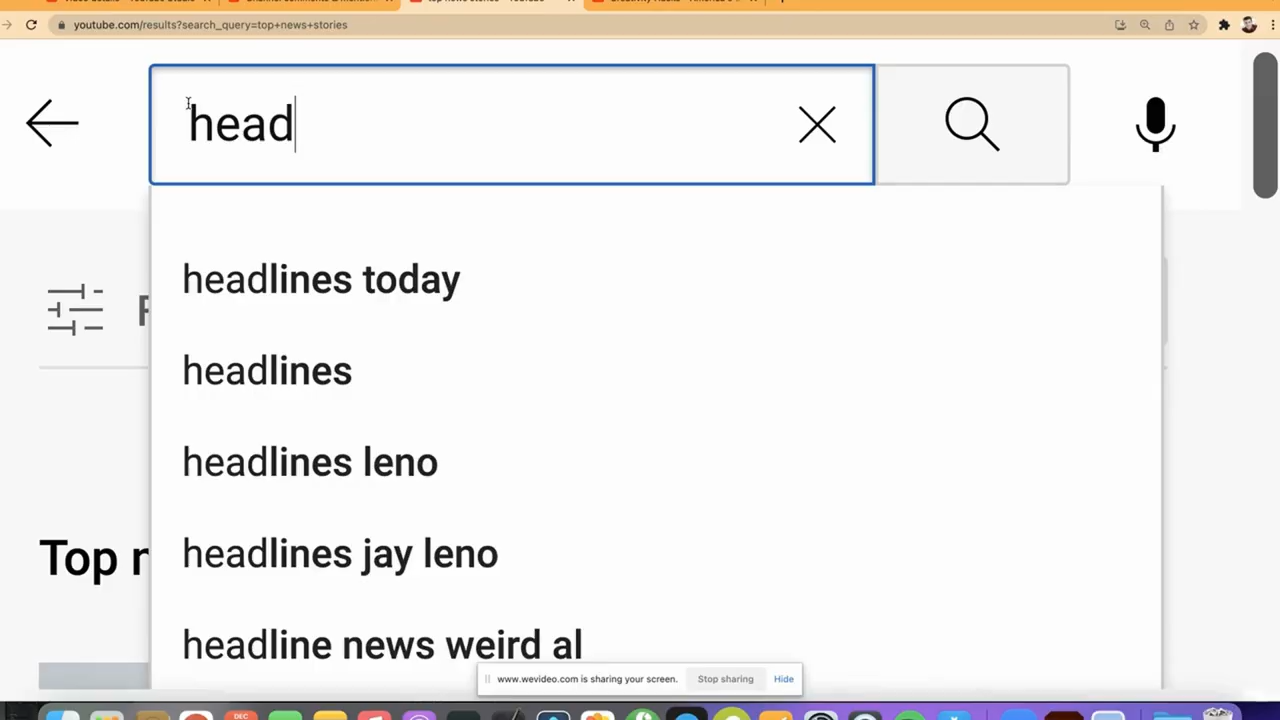 youtube.com/results?search_query=top+news+stories
head
headlines today
headlines
headlines leno
headlines jay leno
Top
headline news weird al
www.wevideo.com is sharing your screen. Stop sharing Hide
DEC